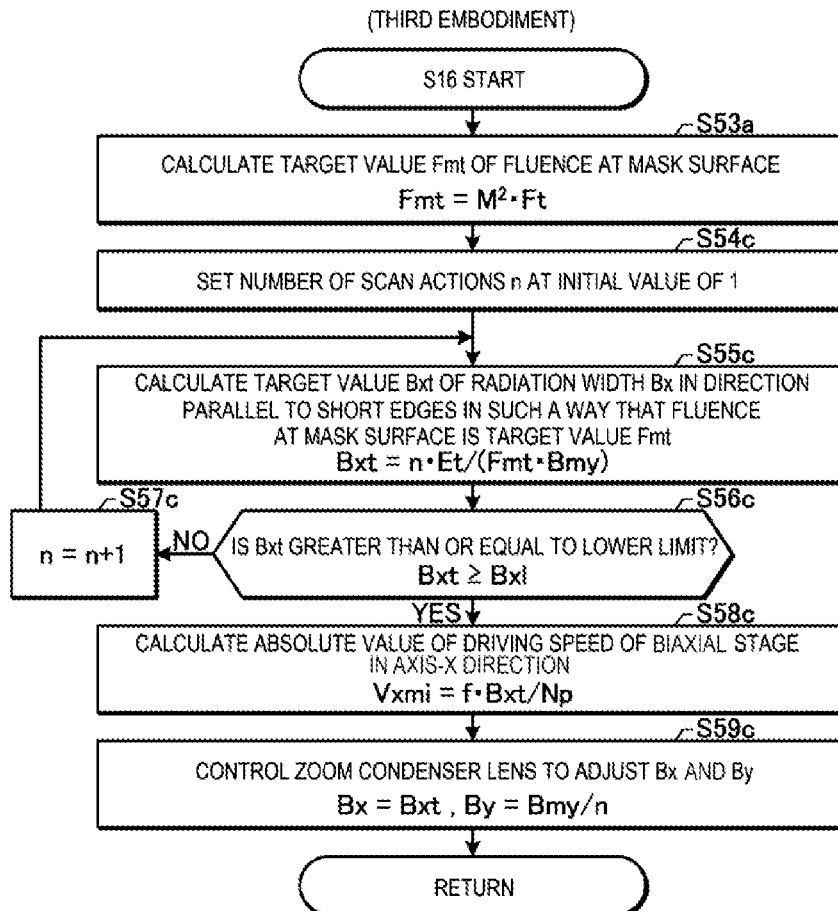 (THIRD EMBODIMENT)
S16 START
S53a
CALCULATE TARGET VALUE Fmt OF FLUENCE AT MASK SURFACE
Fmt = M²・Ft
S54c
SET NUMBER OF SCAN ACTIONS n AT INITIAL VALUE OF 1
S55c
CALCULATE TARGET VALUE Bxt OF RADIATION WIDTH Bx IN DIRECTION
PARALLEL TO SHORT EDGES IN SUCH A WAY THAT FLUENCE
AT MASK SURFACE IS TARGET VALUE Fmt
Bxt = n・Et/(Fmt・Bmy)
S57c
n = n+1
NO
S56c
IS Bxt GREATER THAN OR EQUAL TO LOWER LIMIT?
Bxt ≥ Bxl
YES
S58c
CALCULATE ABSOLUTE VALUE OF DRIVING SPEED OF BIAXIAL STAGE
IN AXIS-X DIRECTION
Vxmi = f・Bxt/Np
S59c
CONTROL ZOOM CONDENSER LENS TO ADJUST Bx AND By
Bx = Bxt , By = Bmy/n
RETURN